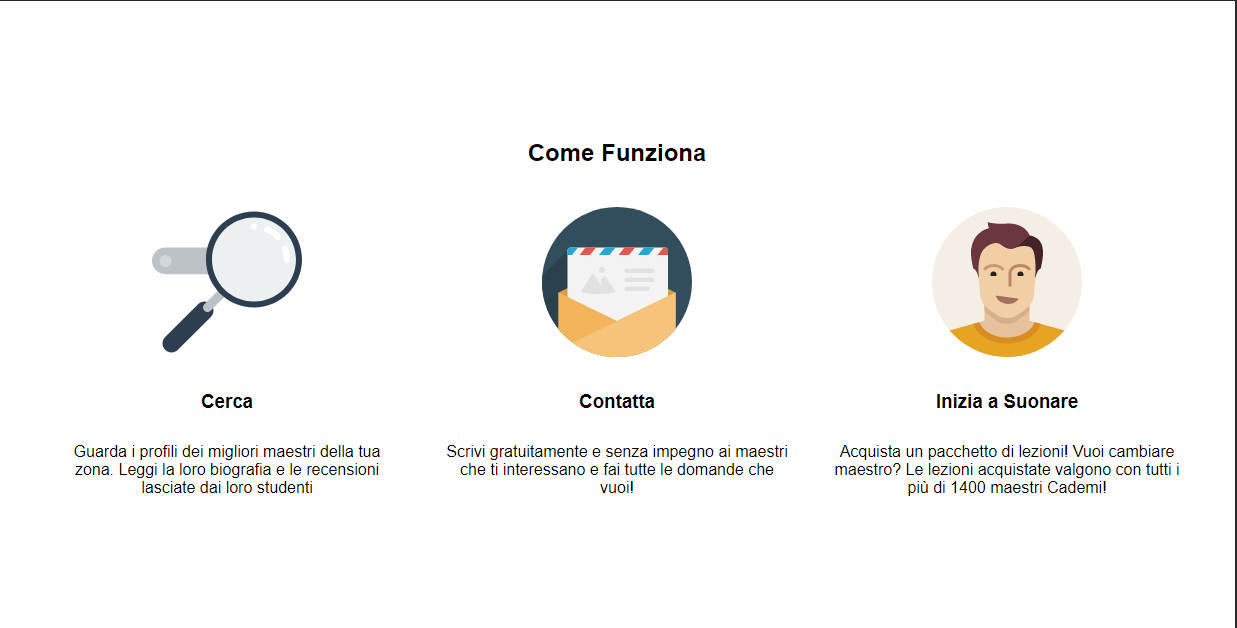 Come Funziona
Cerca
Guarda i profili dei migliori maestri della tua
zona. Leggi la loro biografia e le recensioni
lasciate dai loro studenti
Contatta
Scrivi gratuitamente e senza impegno ai maestri
che ti interessano e fai tutte le domande che
vuoi!
Inizia a Suonare
Acquista un pacchetto di lezioni! Vuoi cambiare
maestro? Le lezioni acquistate valgono con tutti i
più di 1400 maestri Cademi!